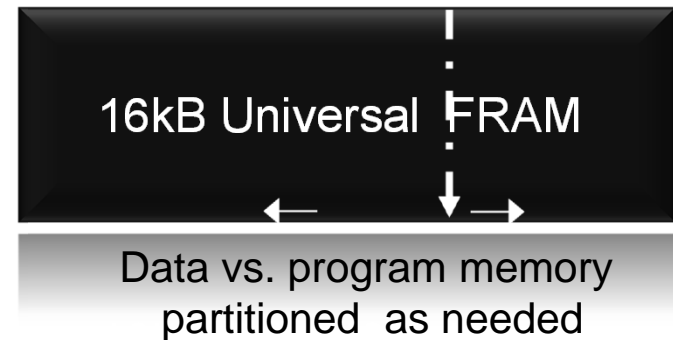 16kB Universal FRAM
Data vs. program memory
partitioned as needed